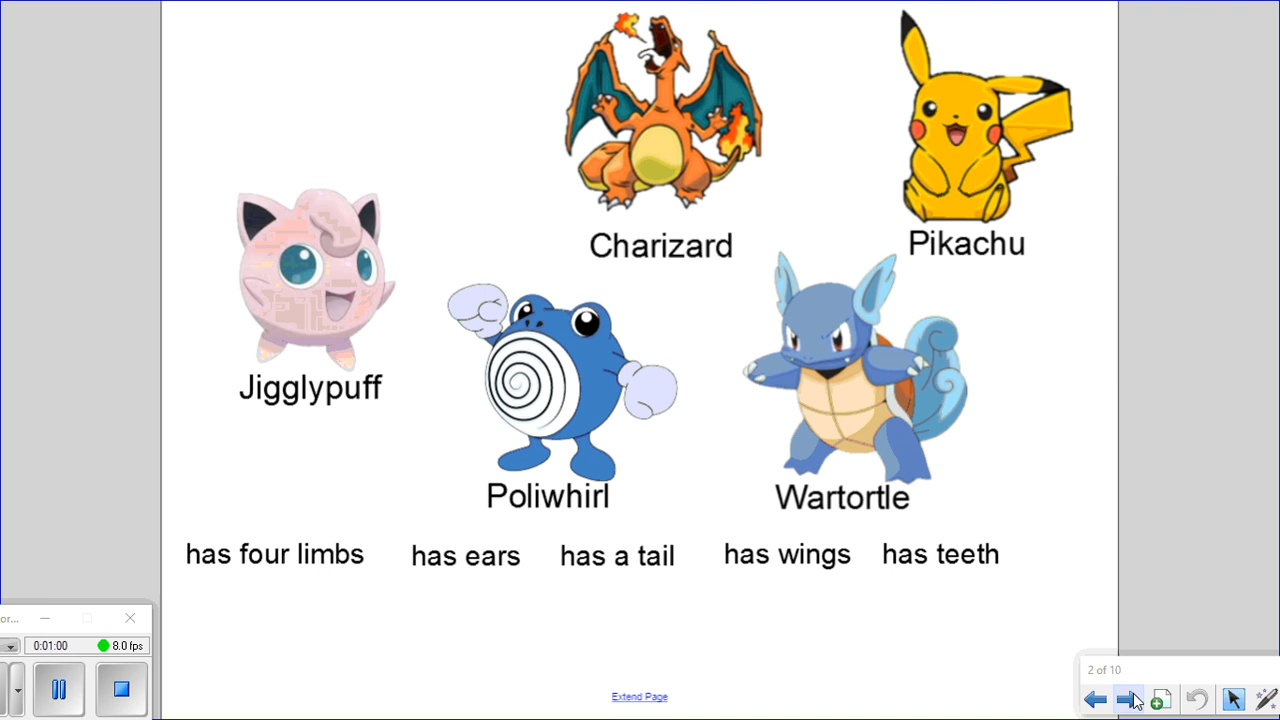 Charizard
Pikachu
Jigglypuff
Poliwhirl
Wartortle
has four limbs has ears has a tail has wings has teeth
or...
0:01:00 8.0 fps
2 of 10
Extend Page